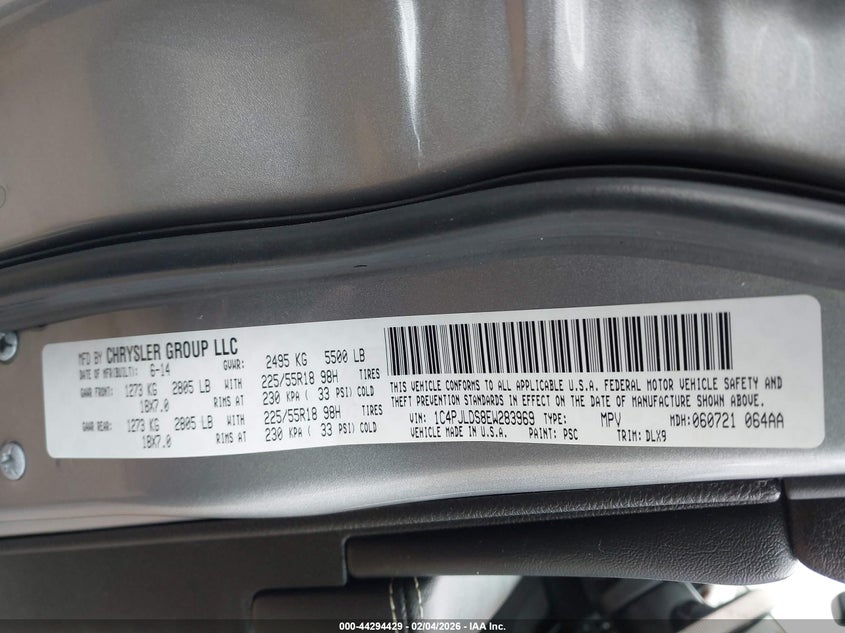 MFD BY CHRYSLER GROUP LLC
DATE OF MFR(BUILT): 6-14 GVWR: 2495 KG 5500 LB
GAWR FRONT: 1273 KG 2805 LB WITH 225/55R18 98H TIRES
18X7.0 RIMS AT 230 KPA ( 33 PSI) COLD
GAWR REAR: 1273 KG 2805 LB WITH 225/55R18 98H TIRES
18X7.0 RIMS AT 230 KPA ( 33 PSI) COLD
THIS VEHICLE CONFORMS TO ALL APPLICABLE U.S.A. FEDERAL MOTOR VEHICLE SAFETY AND
THEFT PREVENTION STANDARDS IN EFFECT ON THE DATE OF MANUFACTURE SHOWN ABOVE.
VIN: 1C4PJLDS8EW283969 TYPE: MPV MDH:060721 064AA
VEHICLE MADE IN U.S.A. PAINT: PSC TRIM: DLX9
000-44294429 - 02/04/2026 - IAA Inc.